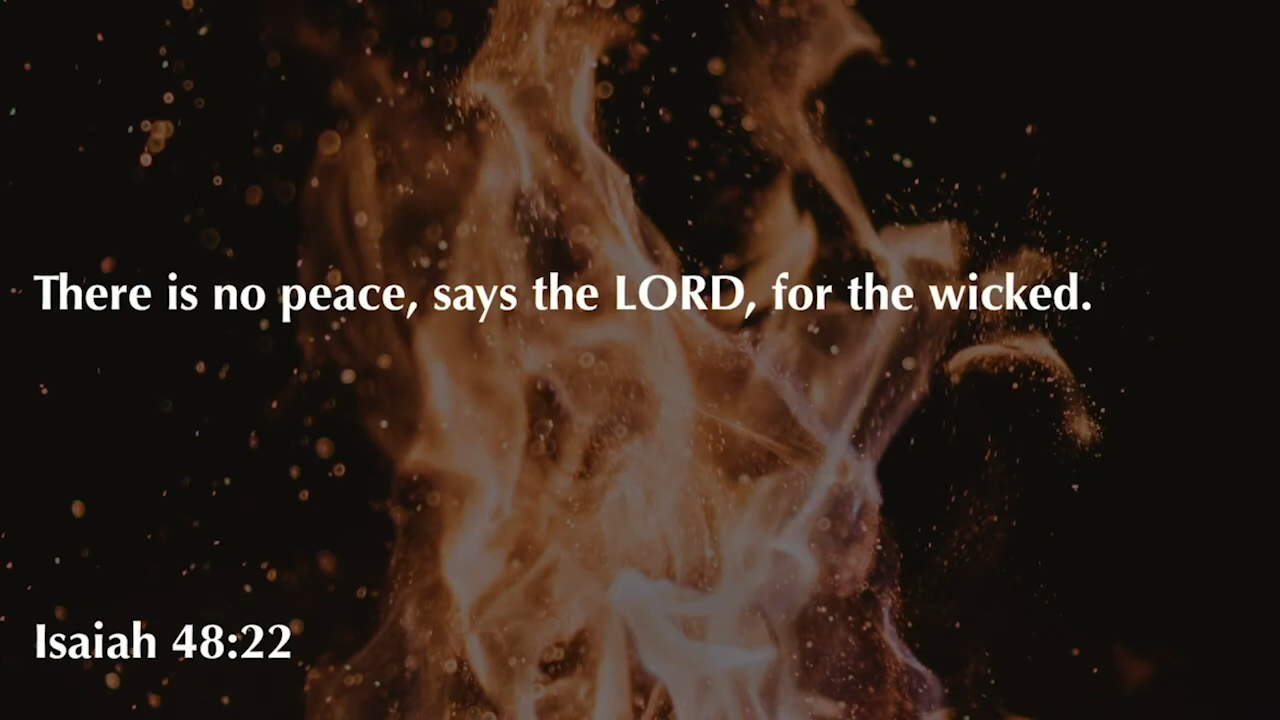 There is no peace, says the LORD, for the wicked.
Isaiah 48:22